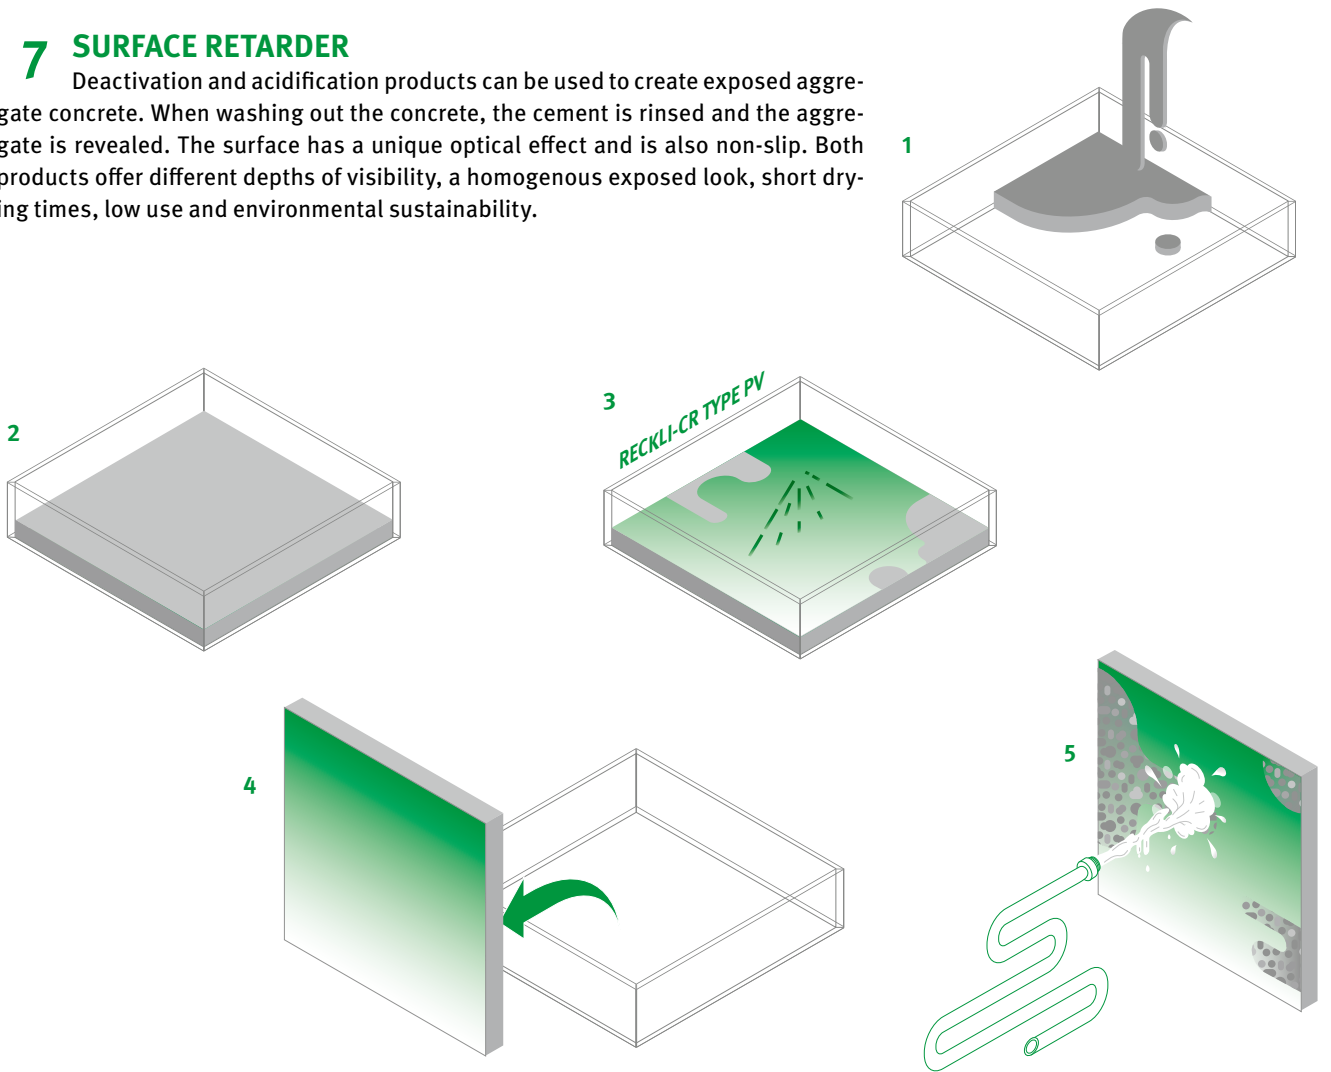 7 SURFACE RETARDER
Deactivation and acidification products can be used to create exposed aggre-
gate concrete. When washing out the concrete, the cement is rinsed and the aggre-
gate is revealed. The surface has a unique optical effect and is also non-slip. Both
products offer different depths of visibility, a homogenous exposed look, short dry-
ing times, low use and environmental sustainability.
1
2
3
RECKLI-CR TYPE PV
4
5